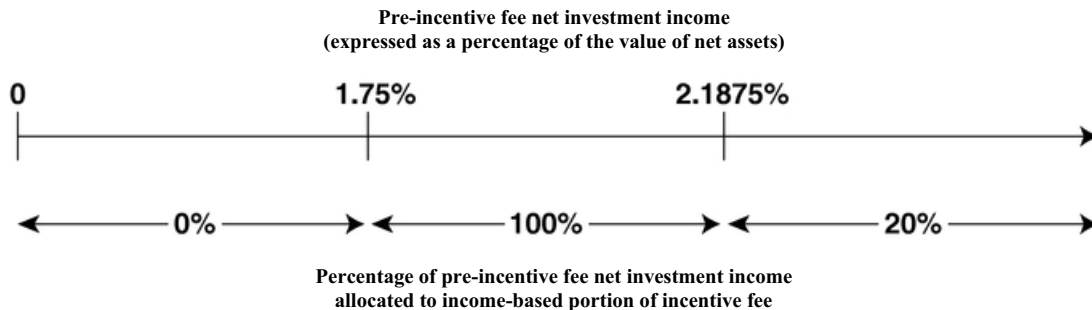 Pre-incentive fee net investment income
(expressed as a percentage of the value of net assets)
0 1.75% 2.1875%
0% 100% 20%
Percentage of pre-incentive fee net investment income
allocated to income-based portion of incentive fee